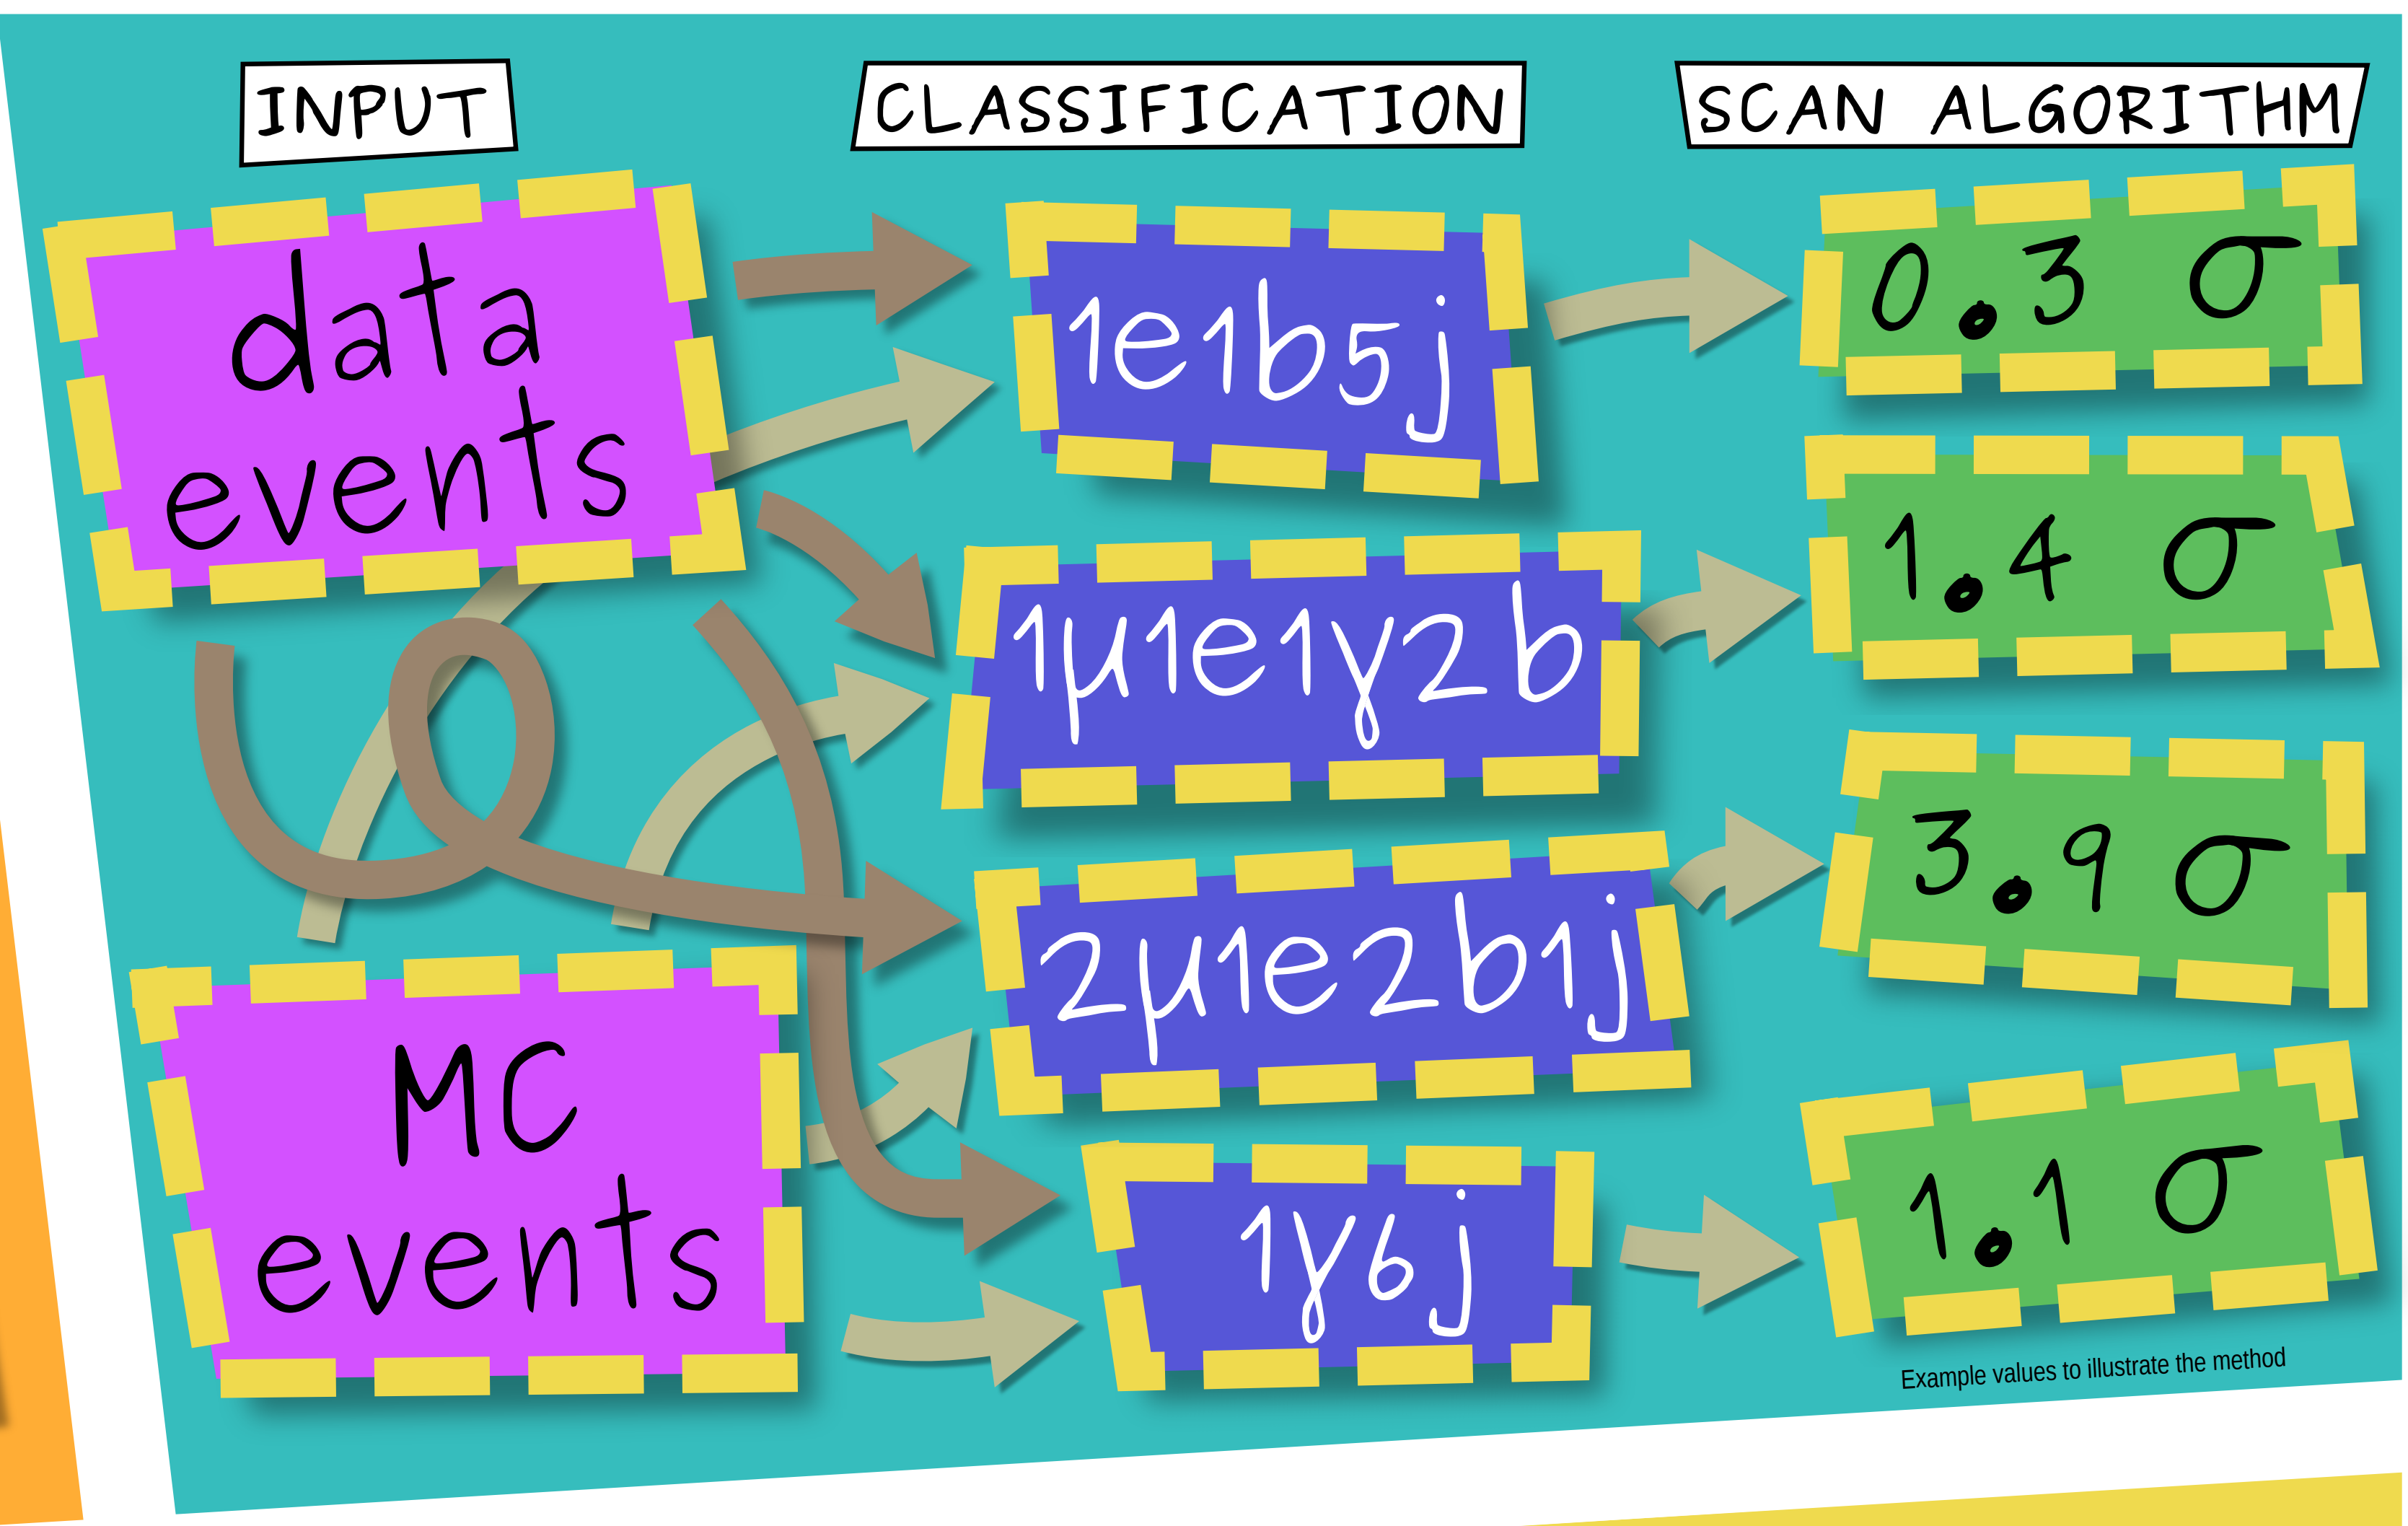 INPUT
CLASSIFICATION
SCAN ALGORITHM
data
events
MC
events
1e1b5j
1μ1e1γ2b
2μ1e2b1j
1γ6j
0.3 σ
1.4 σ
3.9 σ
1.1 σ
Example values to illustrate the method